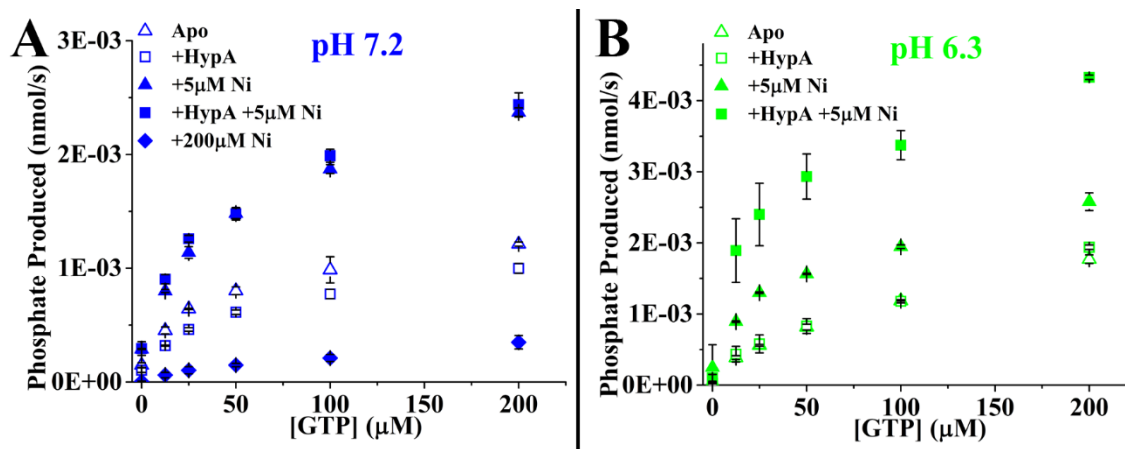 A
pH 7.2
Apo
+HypA
+5μM Ni
+HypA +5μM Ni
+200μM Ni
Phosphate Produced (nmol/s)
3E-03
2E-03
1E-03
0E+00
0 50 100 150 200
[GTP] (μM)
B
pH 6.3
Apo
+HypA
+5μM Ni
+HypA +5μM Ni
Phosphate Produced (nmol/s)
4E-03
3E-03
2E-03
1E-03
0E+00
0 50 100 150 200
[GTP] (μM)